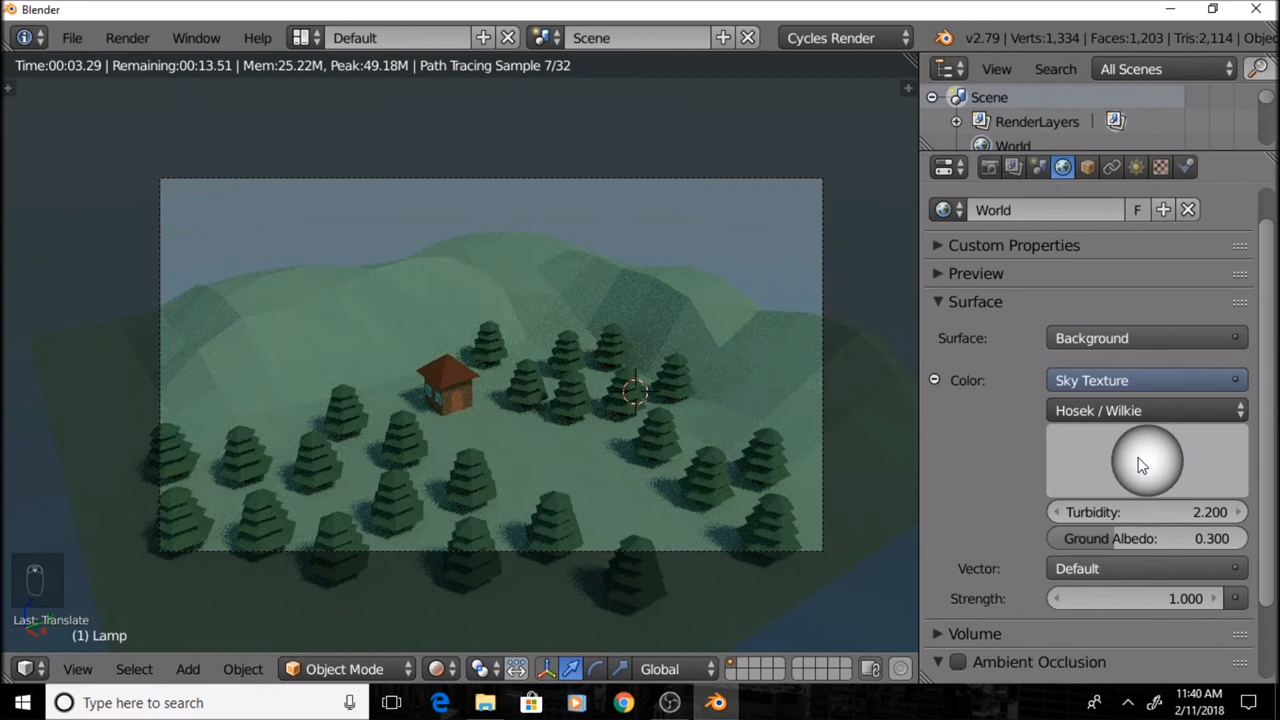 Blender
File Render Window Help Default Scene Cycles Render v2.79 | Verts:1,334 | Faces:1,203 | Tris:2,114 | Objec
Time:00:03.29 | Remaining:00:13.51 | Mem:25.22M, Peak:49.18M | Path Tracing Sample 7/32
View Search All Scenes
Scene
RenderLayers |
World
World F
Custom Properties
Preview
Surface
Surface: Background
Color: Sky Texture
Hosek / Wilkie
Turbidity: 2.200
Ground Albedo: 0.300
Vector: Default
Strength: 1.000
Volume
Ambient Occlusion
Last: Translate
(1) Lamp
View Select Add Object Object Mode Global
Type here to search
11:40 AM
2/11/2018